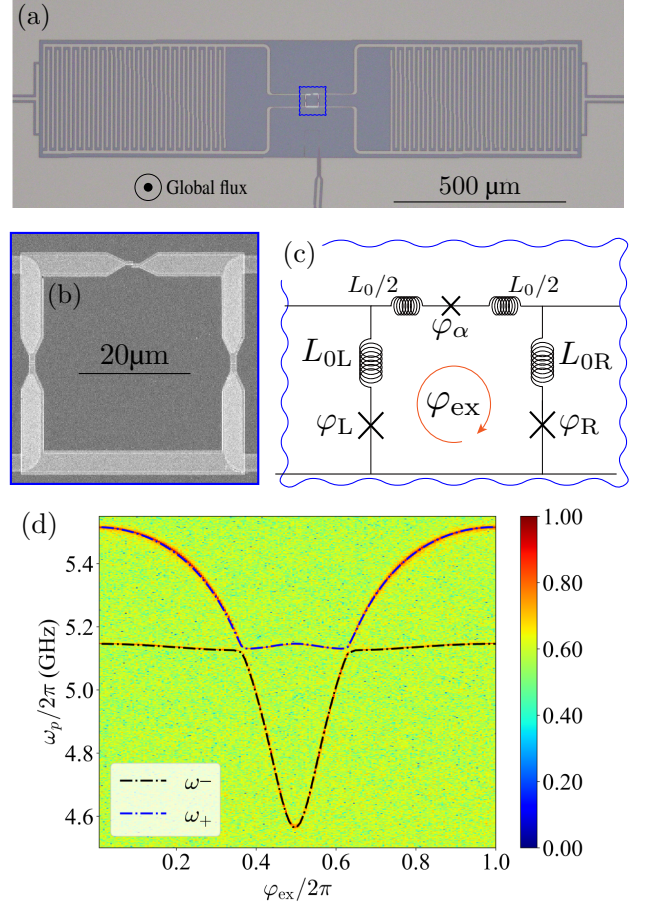 (a)
Global flux
500 μm
(b)
20μm
(c)
L₀/2
L₀/2
φα
L₀L
L₀R
φex
φL
φR
(d)
1.00
0.80
0.60
0.40
0.20
0.00
5.4
5.2
5.0
4.8
4.6
ωp/2π (GHz)
ω−
ω+
0.2
0.4
0.6
0.8
1.0
φex/2π